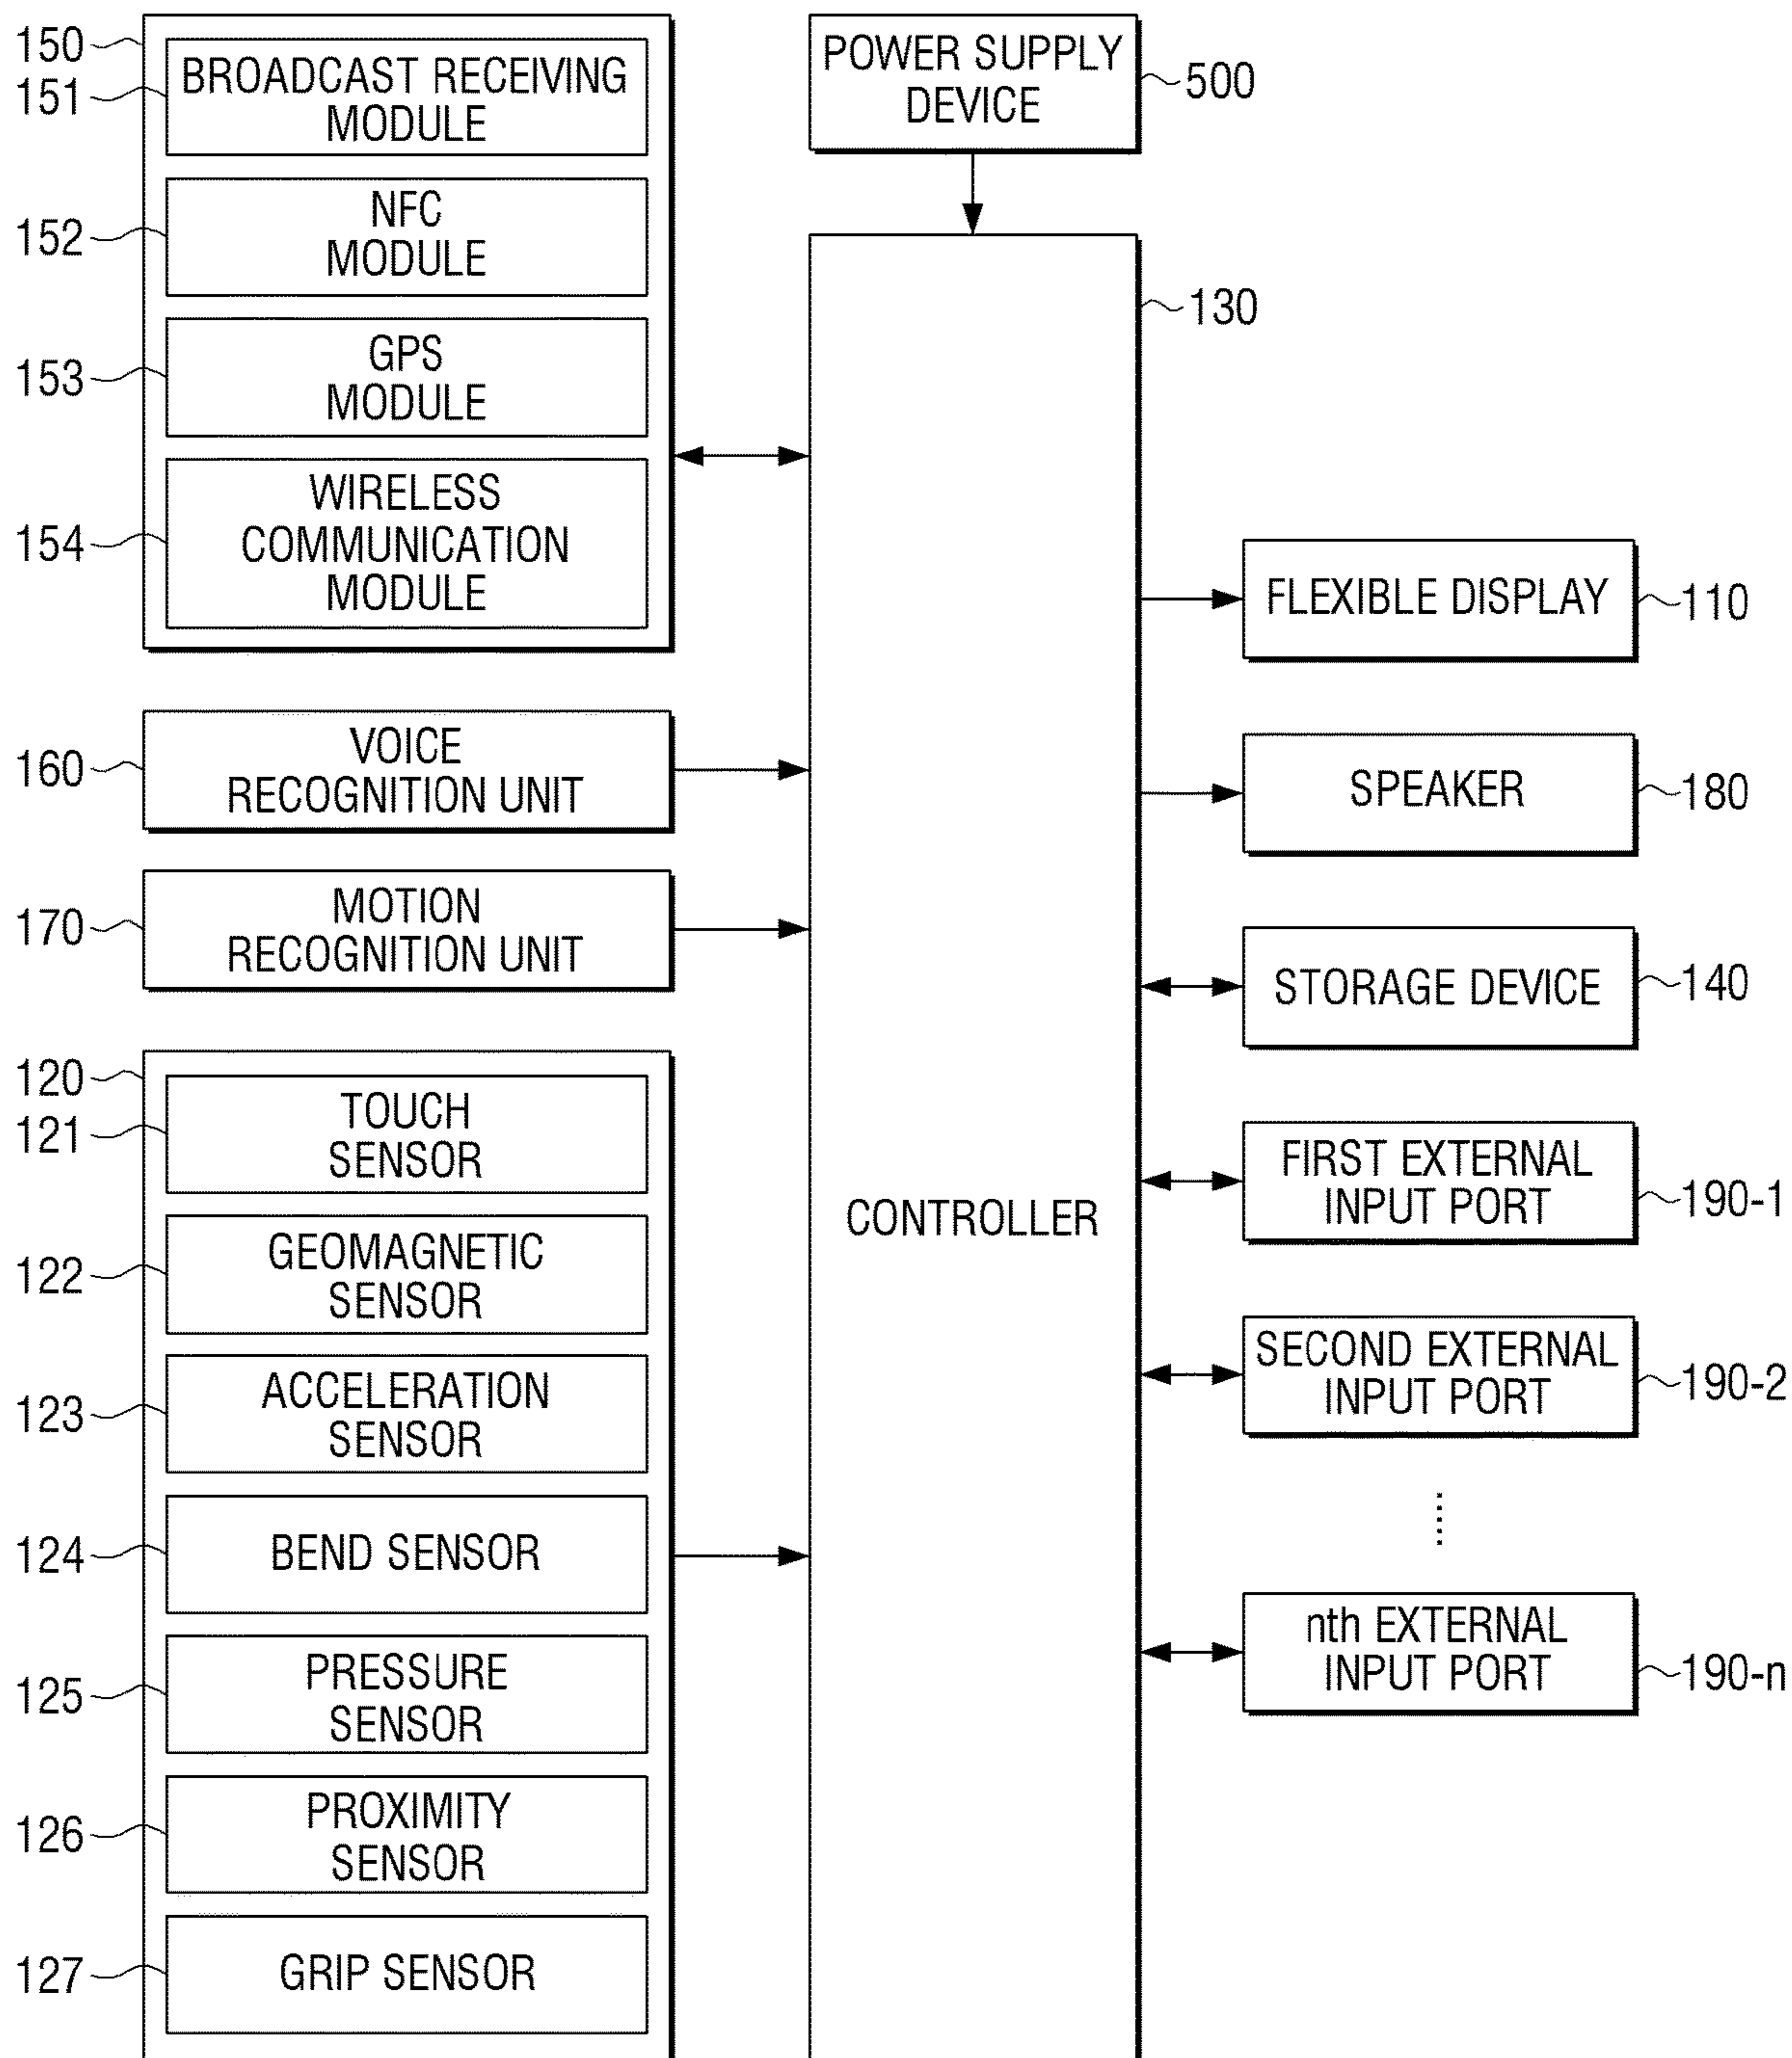 150
151
BROADCAST RECEIVING
MODULE
152
NFC
MODULE
153
GPS
MODULE
154
WIRELESS
COMMUNICATION
MODULE
160
VOICE
RECOGNITION UNIT
170
MOTION
RECOGNITION UNIT
120
121
TOUCH
SENSOR
122
GEOMAGNETIC
SENSOR
123
ACCELERATION
SENSOR
124
BEND SENSOR
125
PRESSURE
SENSOR
126
PROXIMITY
SENSOR
127
GRIP SENSOR
POWER SUPPLY
DEVICE
500
130
CONTROLLER
FLEXIBLE DISPLAY
110
SPEAKER
180
STORAGE DEVICE
140
FIRST EXTERNAL
INPUT PORT
190-1
SECOND EXTERNAL
INPUT PORT
190-2
nth EXTERNAL
INPUT PORT
190-n